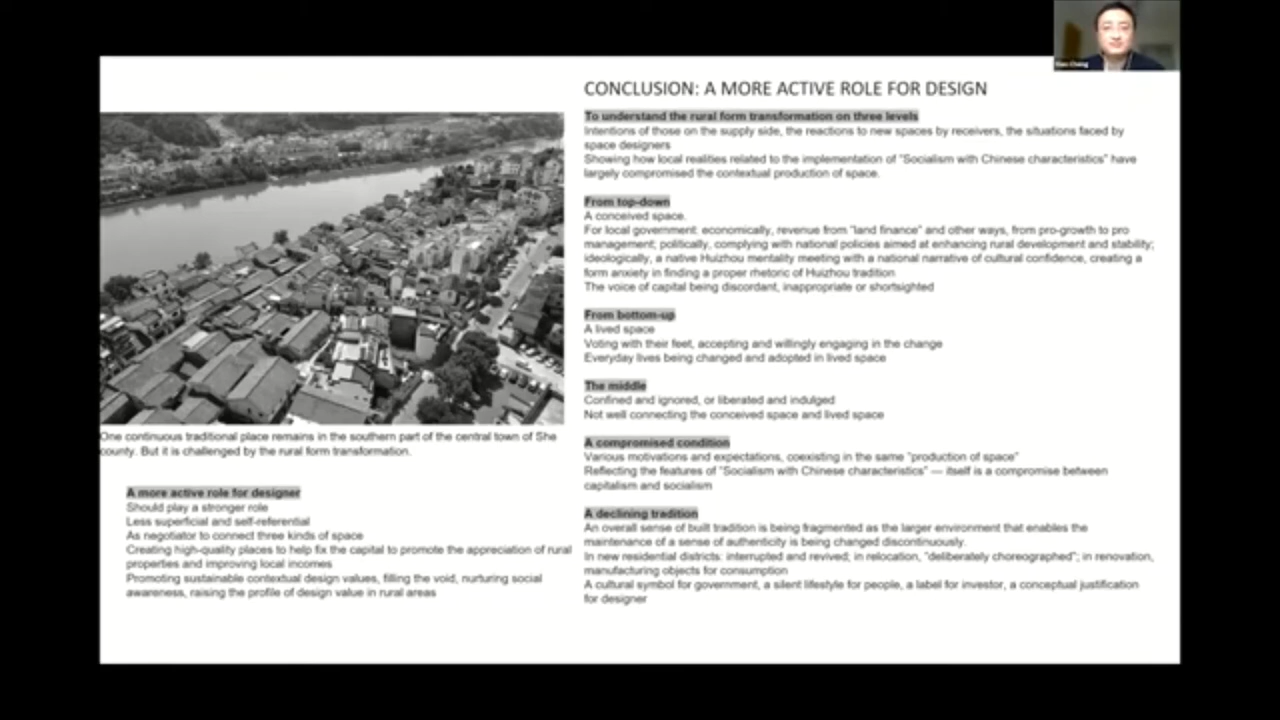 CONCLUSION: A MORE ACTIVE ROLE FOR DESIGN
To understand the rural form transformation on three levels
Intentions of those on the supply side, the reactions to new spaces by receivers, the situations faced by
space designers
Showing how local realities related to the implementation of "Socialism with Chinese characteristics" have
largely compromised the contextual production of space.
From top-down
A conceived space.
For local government: economically, revenue from "land finance" and other ways, from pro-growth to pro
management; politically, complying with national policies aimed at enhancing rural development and stability;
ideologically, a native Huizhou mentality meeting with a national narrative of cultural confidence, creating a
form anxiety in finding a proper rhetoric of Huizhou tradition
The voice of capital being discordant, inappropriate or shortsighted
From bottom-up
A lived space
Voting with their feet, accepting and willingly engaging in the change
Everyday lives being changed and adopted in lived space
The middle
Confined and ignored, or liberated and indulged
Not well connecting the conceived space and lived space
A compromised condition
Various motivations and expectations, coexisting in the same "production of space"
Reflecting the features of "Socialism with Chinese characteristics" — itself is a compromise between
capitalism and socialism
A declining tradition
An overall sense of built tradition is being fragmented as the larger environment that enables the
maintenance of a sense of authenticity is being changed discontinuously.
In new residential districts: interrupted and revived; in relocation, "deliberately choreographed"; in renovation,
manufacturing objects for consumption
A cultural symbol for government, a silent lifestyle for people, a label for investor, a conceptual justification
for designer
One continuous traditional place remains in the southern part of the central town of She
county. But it is challenged by the rural form transformation.
A more active role for designer
Should play a stronger role
Less superficial and self-referential
As negotiator to connect three kinds of space
Creating high-quality places to help fix the capital to promote the appreciation of rural
properties and improving local incomes
Promoting sustainable contextual design values, filling the void, nurturing social
awareness, raising the profile of design value in rural areas